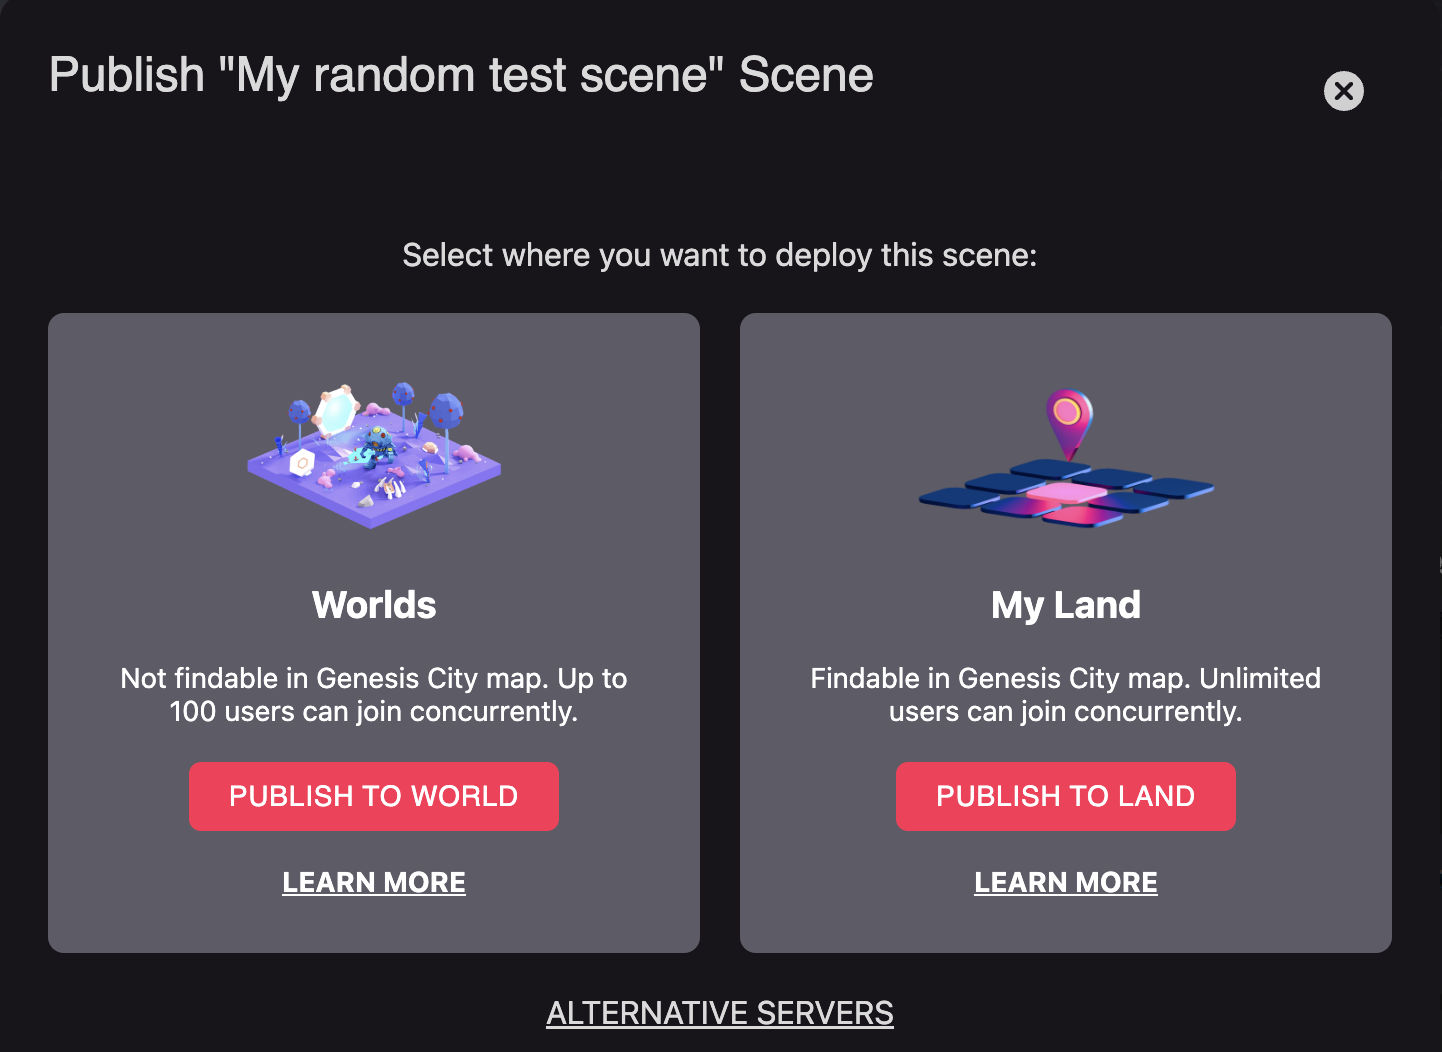 Publish "My random test scene" Scene
Select where you want to deploy this scene:
Worlds
Not findable in Genesis City map. Up to
100 users can join concurrently.
PUBLISH TO WORLD
LEARN MORE
My Land
Findable in Genesis City map. Unlimited
users can join concurrently.
PUBLISH TO LAND
LEARN MORE
ALTERNATIVE SERVERS